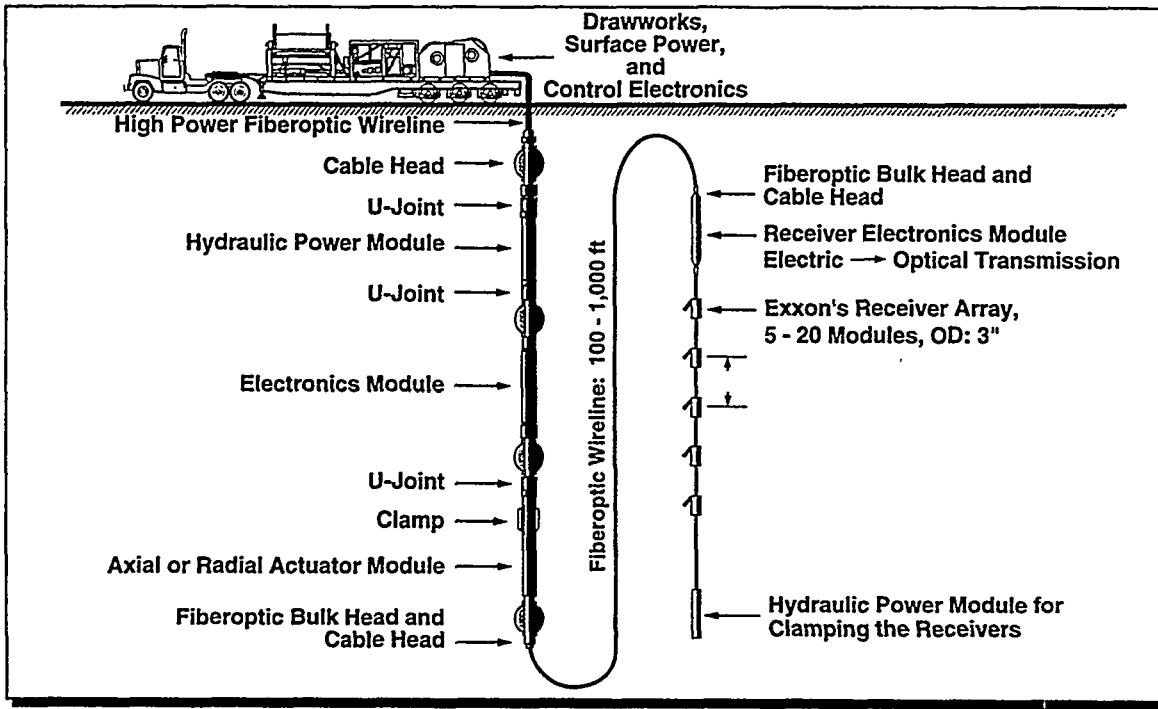 Drawworks,
Surface Power,
and
Control Electronics
High Power Fiberoptic Wireline
Cable Head
U-Joint
Hydraulic Power Module
U-Joint
Electronics Module
U-Joint
Clamp
Axial or Radial Actuator Module
Fiberoptic Bulk Head and
Cable Head
Fiberoptic Wireline: 100 - 1,000 ft
Fiberoptic Bulk Head and
Cable Head
Receiver Electronics Module
Electric → Optical Transmission
Exxon's Receiver Array,
5 - 20 Modules, OD: 3"
Hydraulic Power Module for
Clamping the Receivers